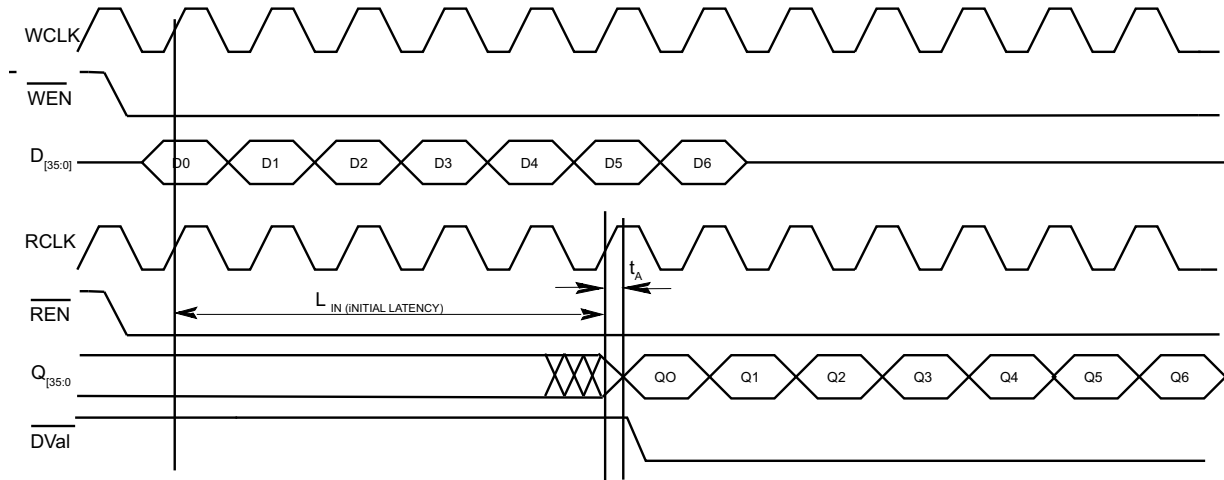 WCLK
WEN
D[35:0]
D0 D1 D2 D3 D4 D5 D6
RCLK
tA
REN
L IN (iNITIAL LATENCY)
Q[35:0
QO Q1 Q2 Q3 Q4 Q5 Q6
DVal